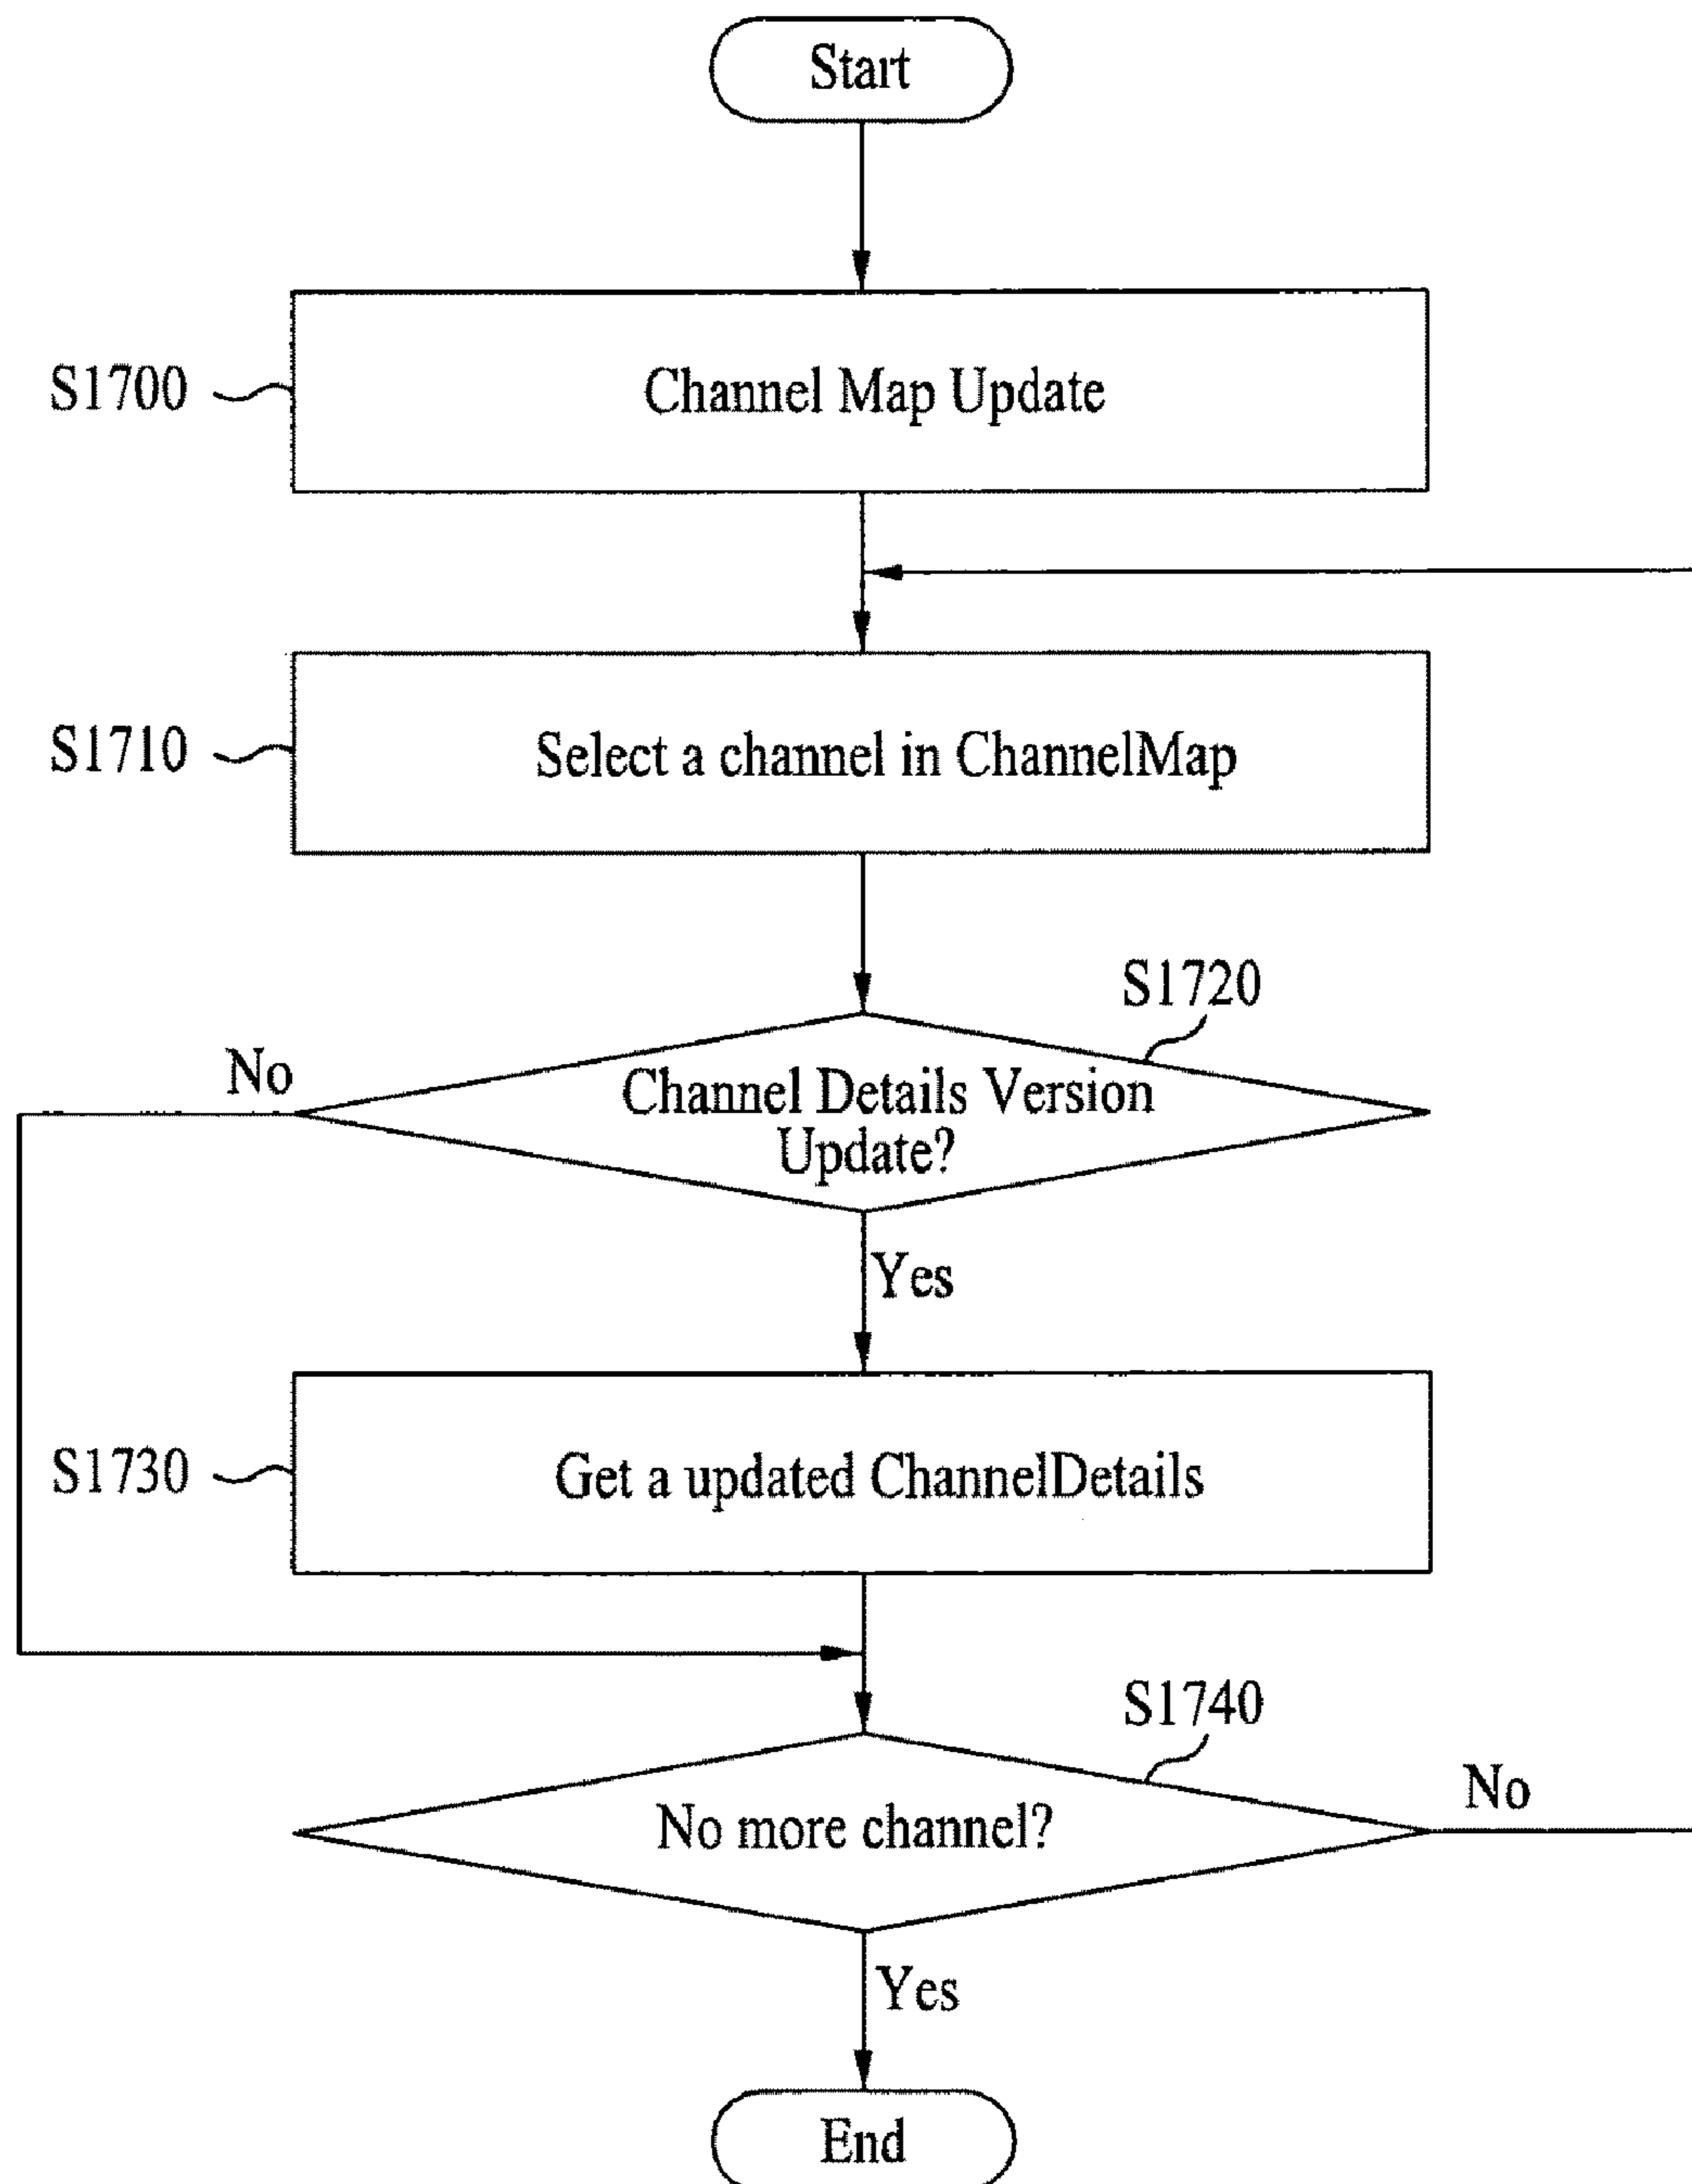 Start
S1700
Channel Map Update
S1710
Select a channel in ChannelMap
S1720
No
Channel Details Version
Update?
Yes
S1730
Get a updated ChannelDetails
S1740
No
No more channel?
Yes
End